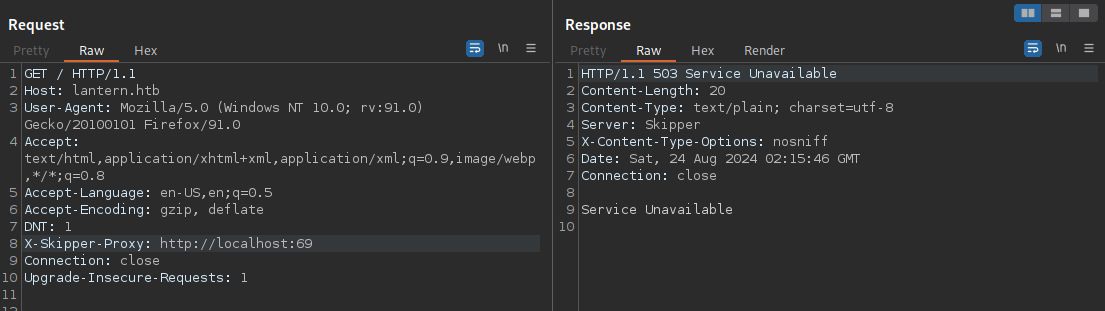 Request
Pretty Raw Hex \n
1 GET / HTTP/1.1
2 Host: lantern.htb
3 User-Agent: Mozilla/5.0 (Windows NT 10.0; rv:91.0)
Gecko/20100101 Firefox/91.0
4 Accept:
text/html,application/xhtml+xml,application/xml;q=0.9,image/webp
,*/*;q=0.8
5 Accept-Language: en-US,en;q=0.5
6 Accept-Encoding: gzip, deflate
7 DNT: 1
8 X-Skipper-Proxy: http://localhost:69
9 Connection: close
10 Upgrade-Insecure-Requests: 1
11
Response
Pretty Raw Hex Render \n
1 HTTP/1.1 503 Service Unavailable
2 Content-Length: 20
3 Content-Type: text/plain; charset=utf-8
4 Server: Skipper
5 X-Content-Type-Options: nosniff
6 Date: Sat, 24 Aug 2024 02:15:46 GMT
7 Connection: close
8
9 Service Unavailable
10